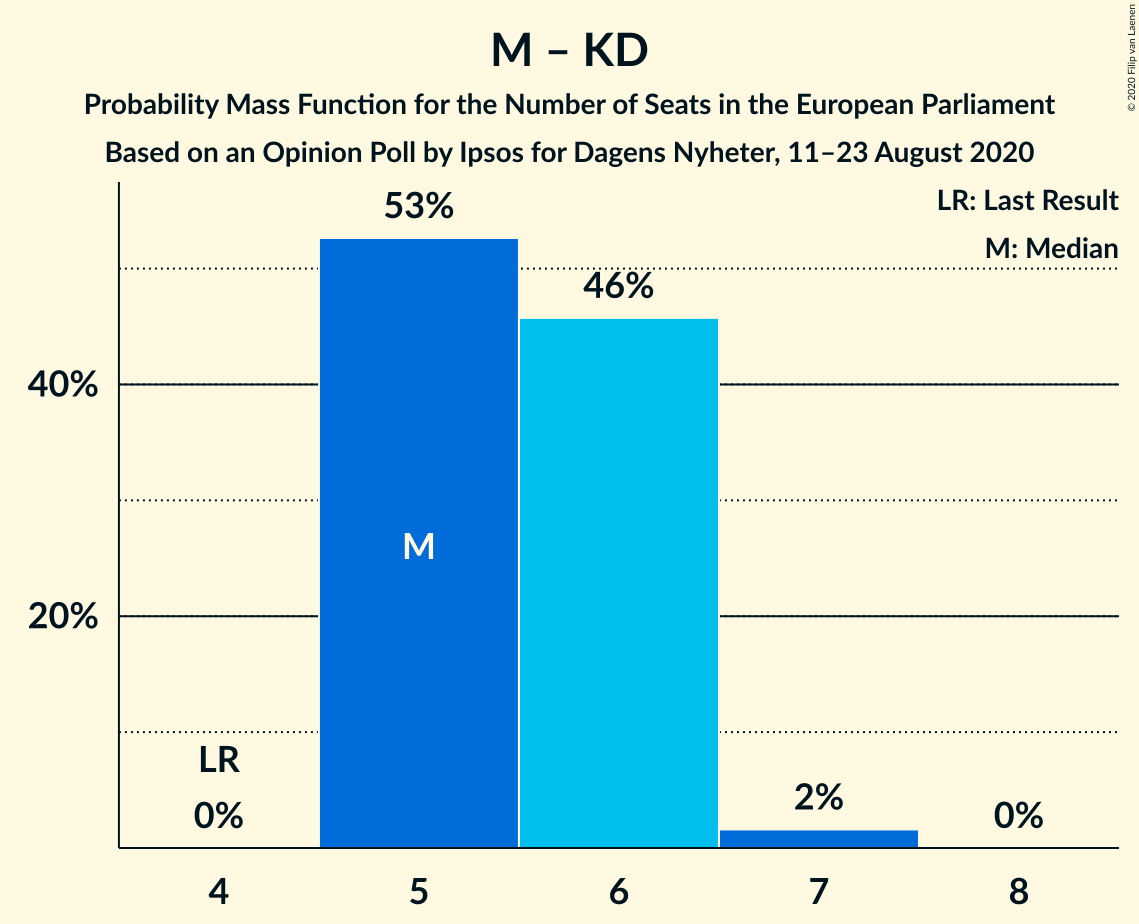 M – KD
Probability Mass Function for the Number of Seats in the European Parliament
Based on an Opinion Poll by Ipsos for Dagens Nyheter, 11–23 August 2020
© 2020 Filip van Laenen
LR: Last Result
M: Median
53%
46%
40%
M
20%
LR
0%
2%
0%
4 5 6 7 8